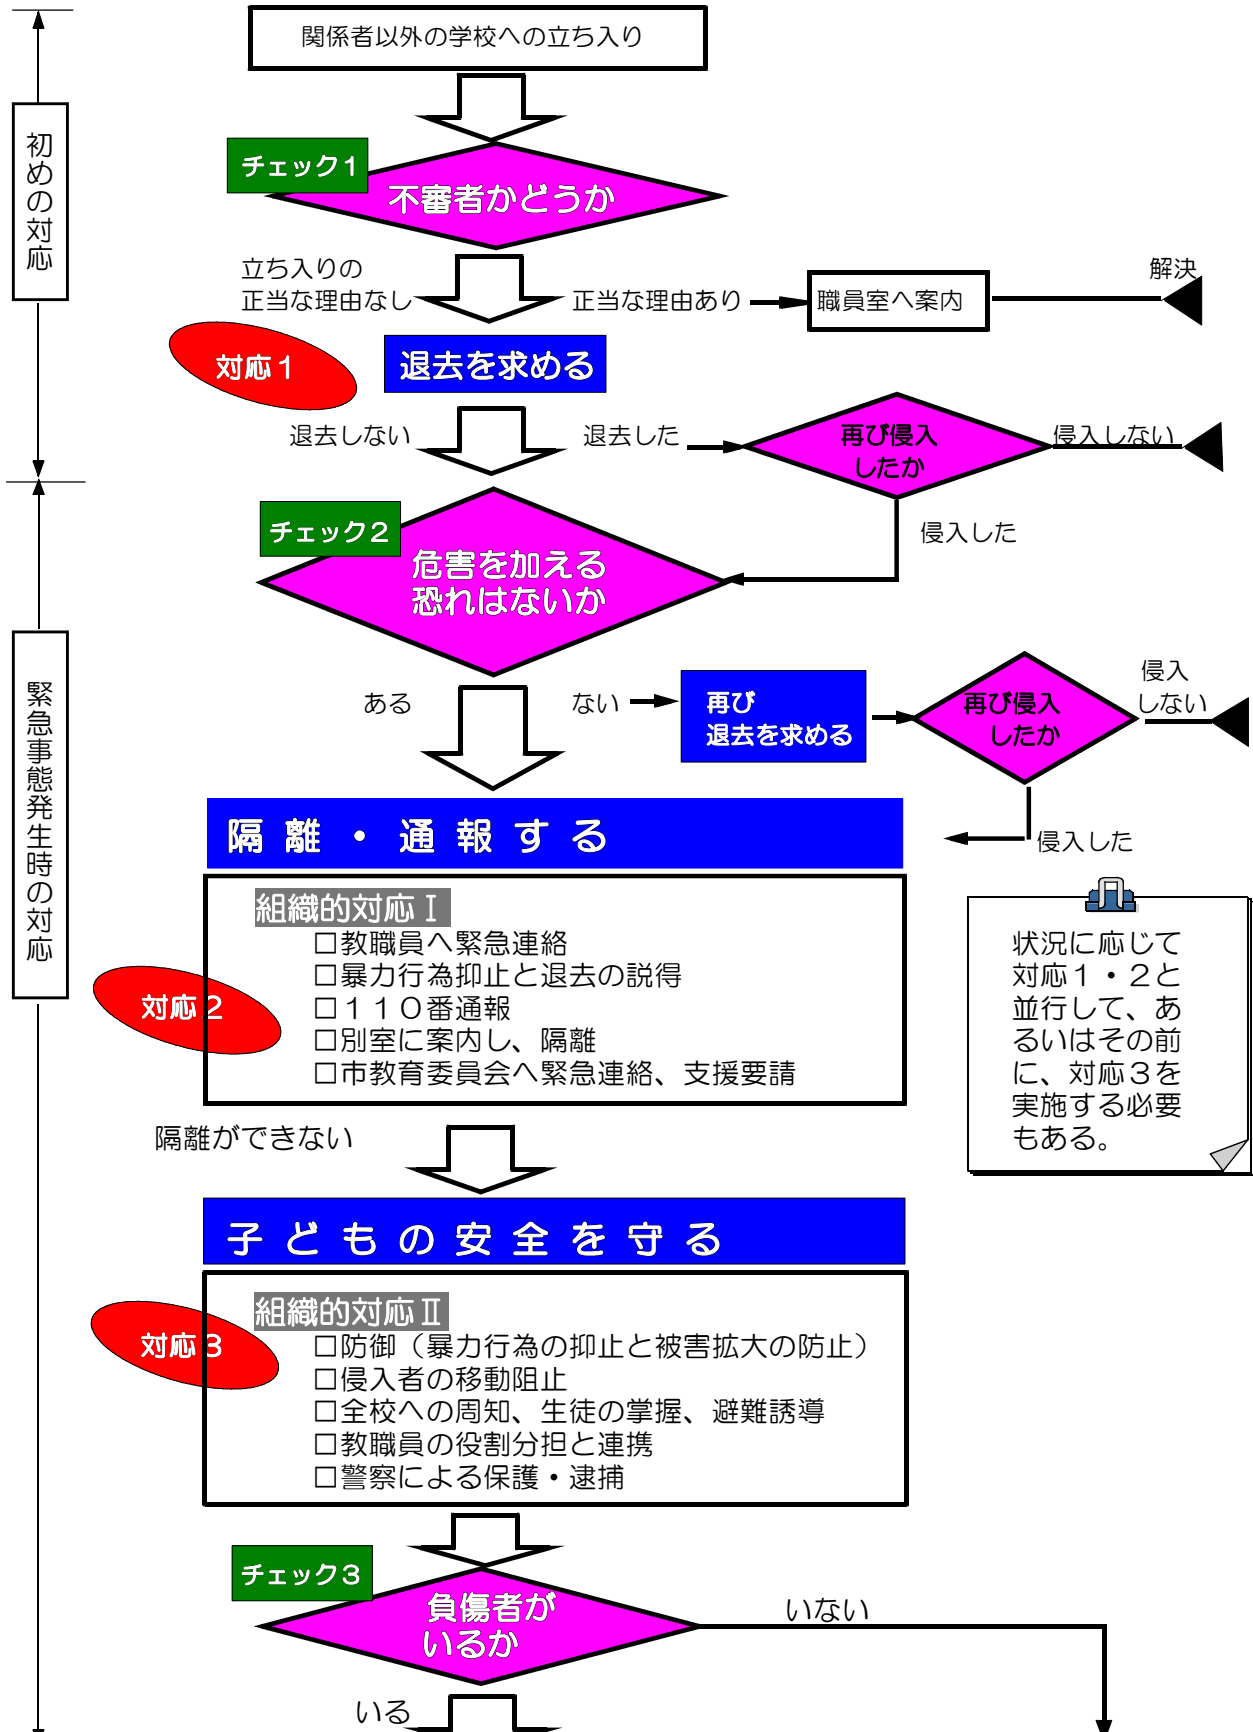 関係者以外の学校への立ち入り
初めの対応
チェック1
不審者かどうか
立ち入りの
正当な理由なし
正当な理由あり
職員室へ案内
解決
対応1
退去を求める
退去しない
退去した
再び侵入
したか
侵入しない
チェック2
危害を加える
恐れはないか
侵入した
緊急事態発生時の対応
ある
ない
再び
退去を求める
再び侵入
したか
侵入
しない
侵入した
隔離・通報する
組織的対応Ⅰ
□教職員へ緊急連絡
□暴力行為抑止と退去の説得
□110番通報
□別室に案内し、隔離
□市教育委員会へ緊急連絡、支援要請
対応2
状況に応じて
対応1・2と
並行して、あ
るいはその前
に、対応3を
実施する必要
もある。
隔離ができない
子どもの安全を守る
組織的対応Ⅱ
□防御（暴力行為の抑止と被害拡大の防止）
□侵入者の移動阻止
□全校への周知、生徒の掌握、避難誘導
□教職員の役割分担と連携
□警察による保護・逮捕
対応3
チェック3
負傷者が
いるか
いない
いる